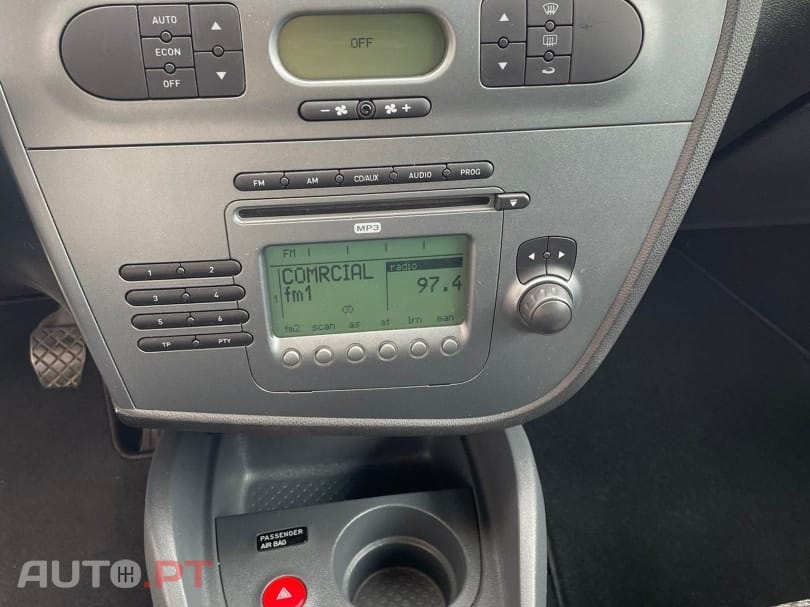 AUTO
ECON
OFF
OFF
FM AM CD/AUX AUDIO PROG
MP3
FM
COMRCIAL radio
fm1 97.4
1
fm2 scan as af lrn man
1 2
3 4
5 6
TP PTY
PASSENGER
AIR BAG
AUTO.PT